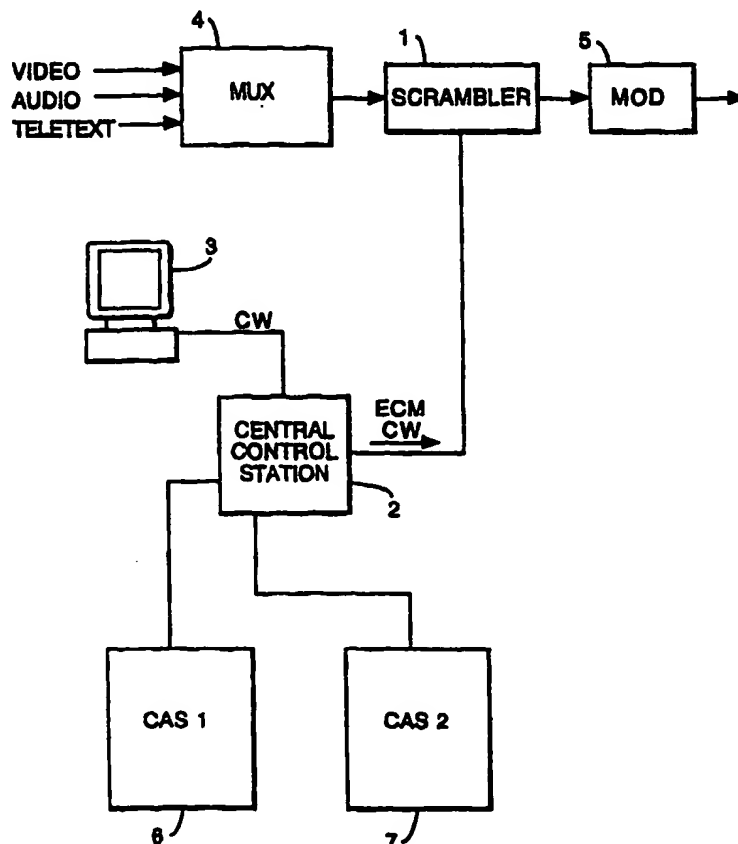 4
1
5
VIDEO
AUDIO
TELETEXT
MUX
SCRAMBLER
MOD
3
CW
CENTRAL
CONTROL
STATION
ECM
CW
2
CAS 1
CAS 2
6
7